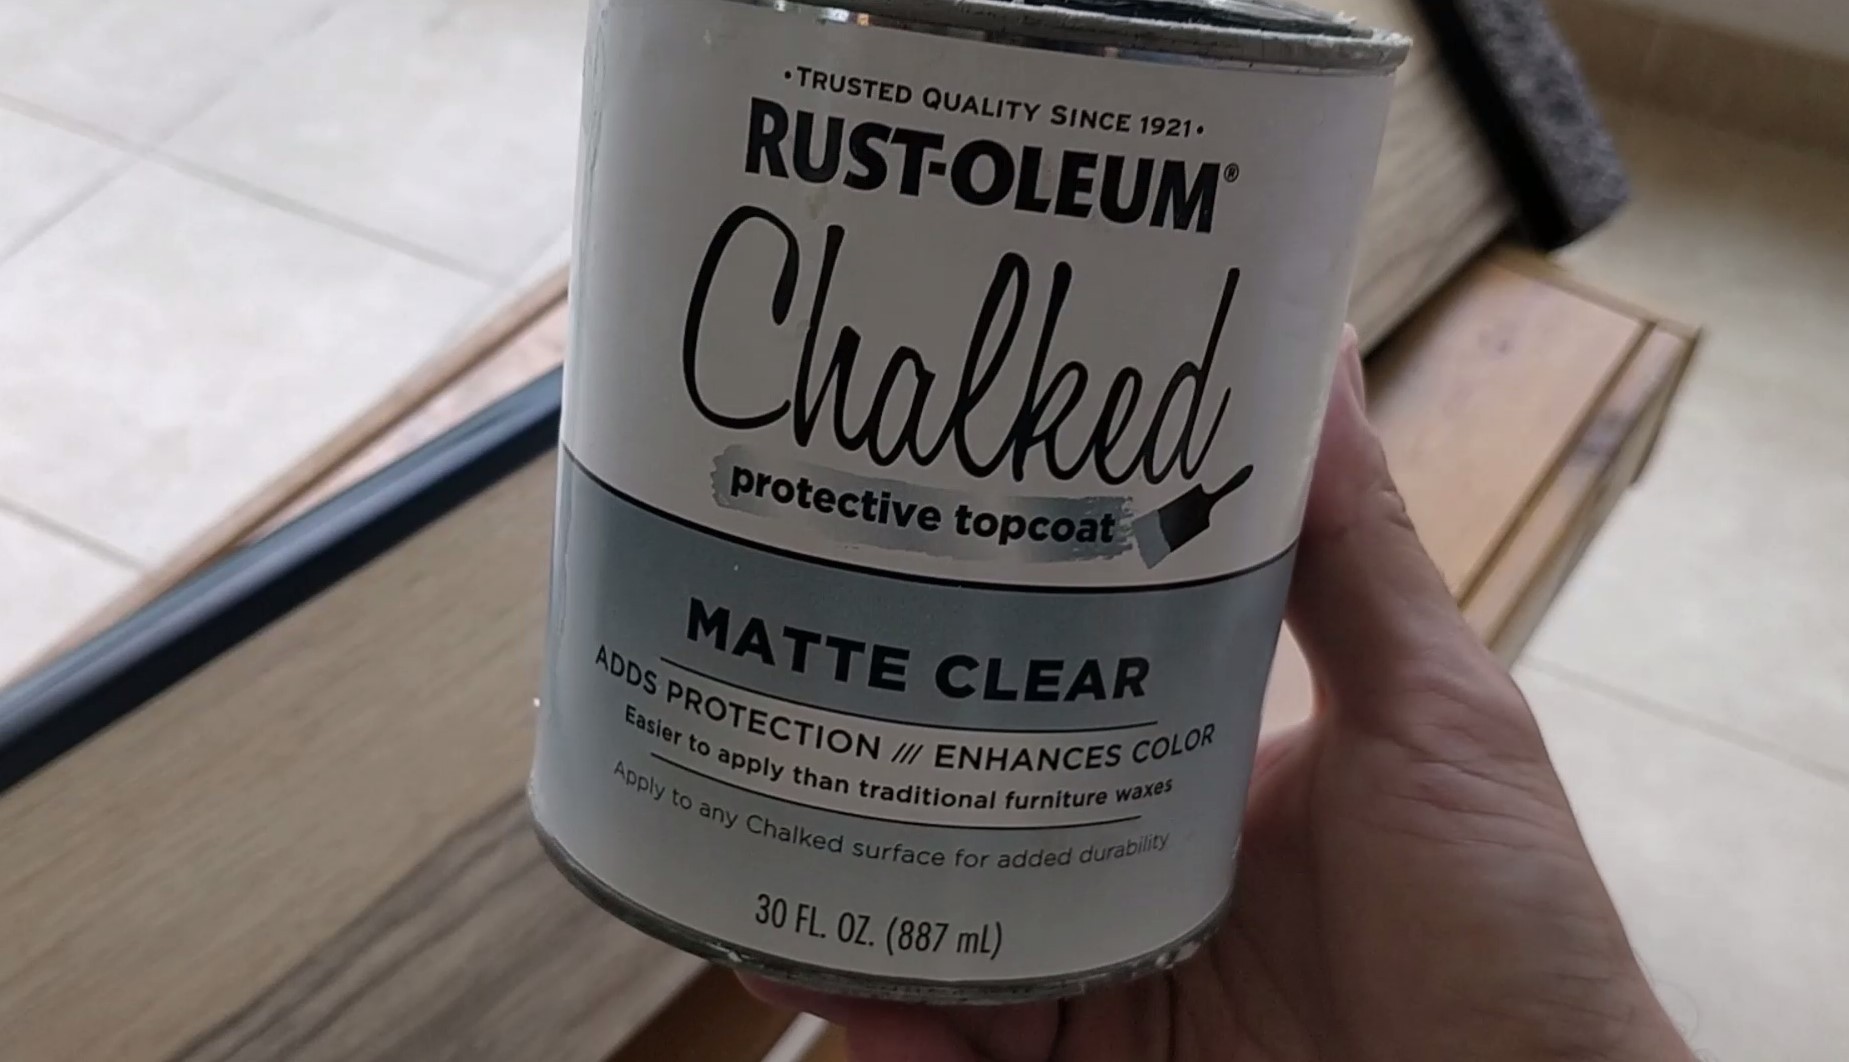 •TRUSTED QUALITY SINCE 1921•
RUST-OLEUM®
Chalked
protective topcoat
MATTE CLEAR
ADDS PROTECTION /// ENHANCES COLOR
Easier to apply than traditional furniture waxes
Apply to any Chalked surface for added durability
30 FL. OZ. (887 mL)